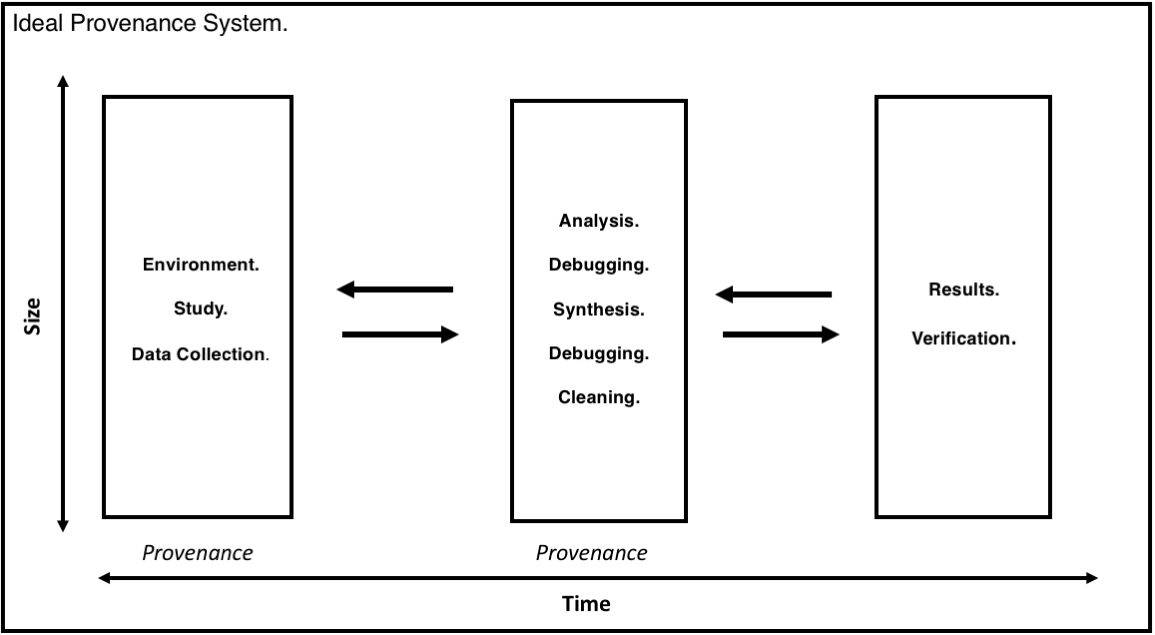 Ideal Provenance System.
Size
Environment.
Study.
Data Collection.
Provenance
Analysis.
Debugging.
Synthesis.
Debugging.
Cleaning.
Provenance
Results.
Verification.
Time